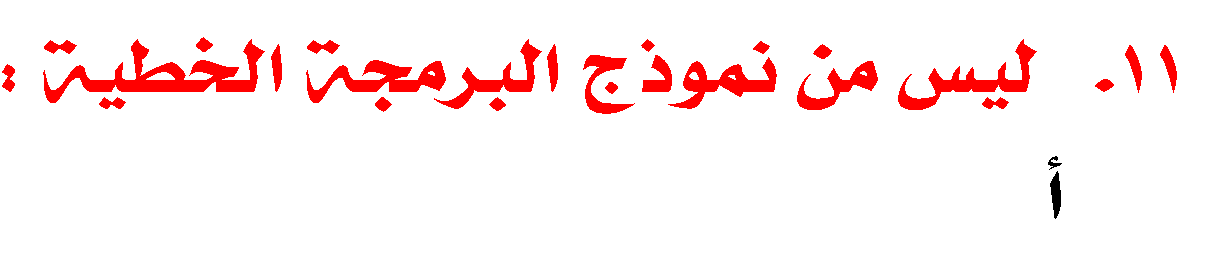 ١١. ليس من نموذج البرمجة الخطية :
أ